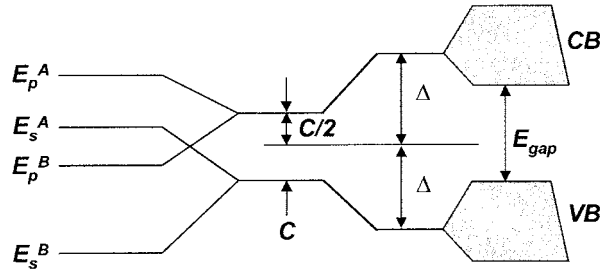 CB
E_p^A
Δ
E_s^A
C/2
E_gap
E_p^B
Δ
VB
C
E_s^B